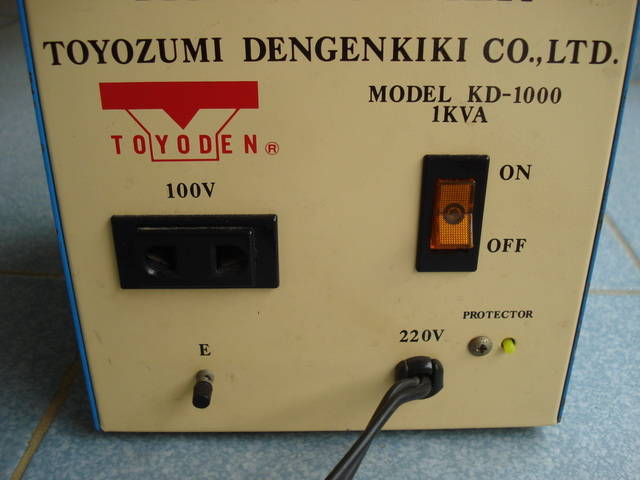 TOYOZUMI DENGENKIKI CO.,LTD.
TOYODEN ®
MODEL KD-1000
1KVA
100V
ON
OFF
PROTECTOR
220V
E